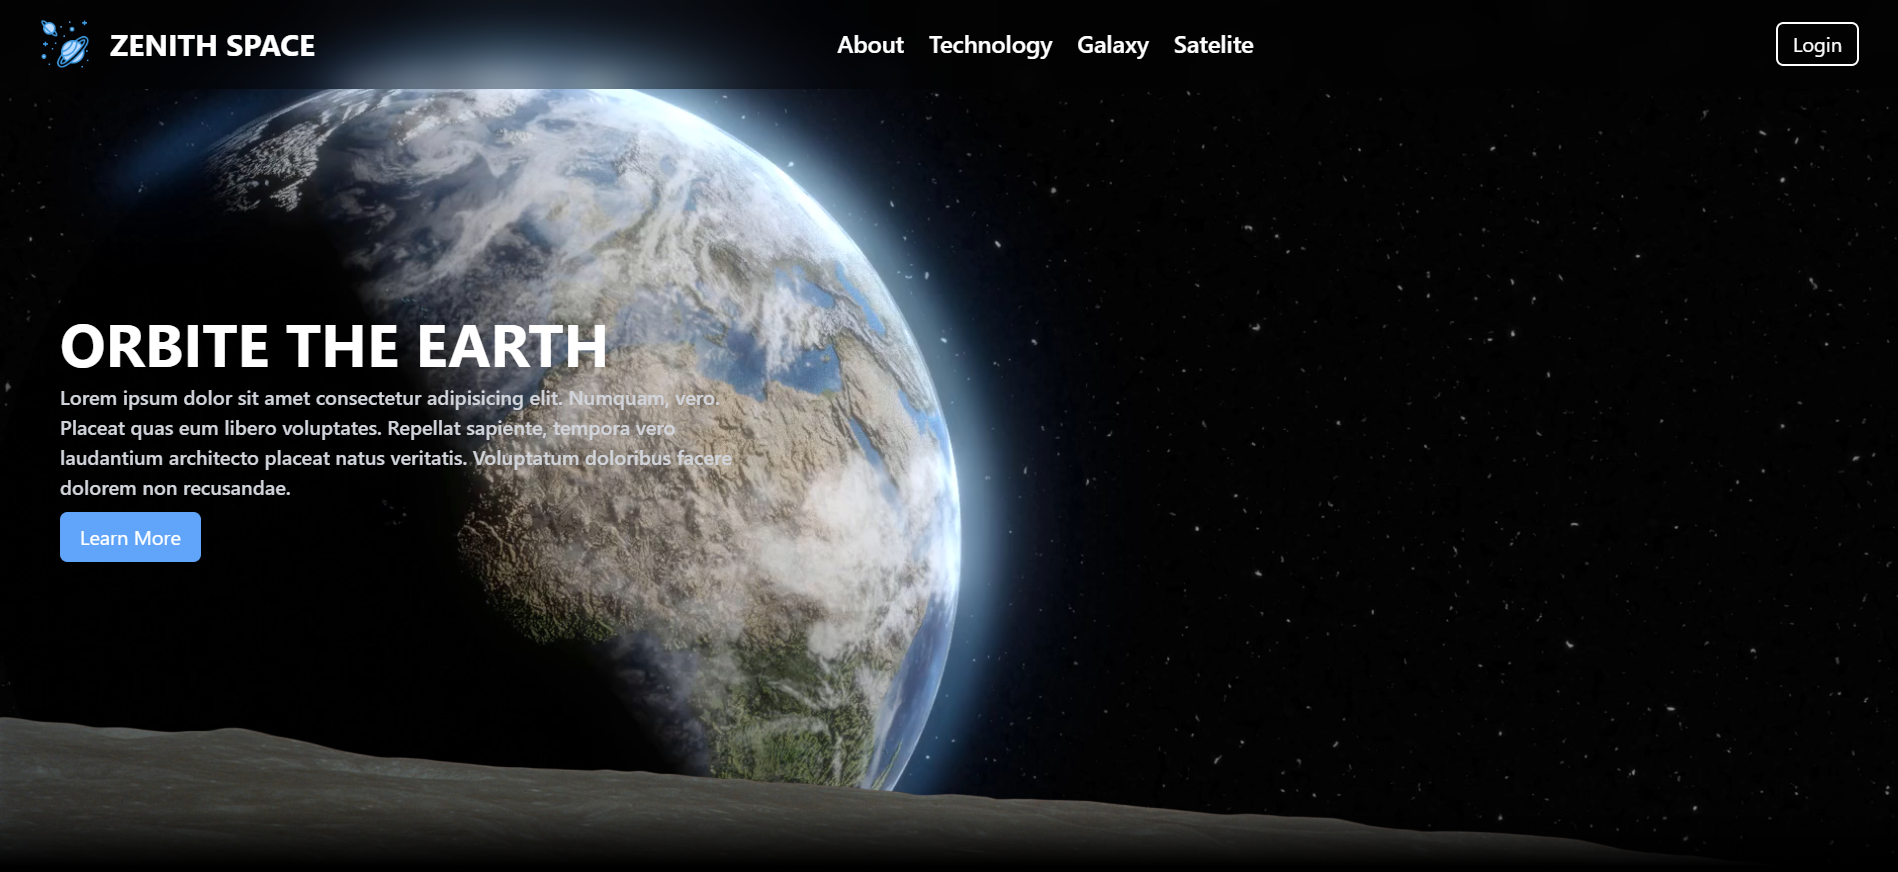 ZENITH SPACE
About Technology Galaxy Satelite
Login
ORBITE THE EARTH
Lorem ipsum dolor sit amet consectetur adipisicing elit. Numquam, vero.
Placeat quas eum libero voluptates. Repellat sapiente, tempora vero
laudantium architecto placeat natus veritatis. Voluptatum doloribus facere
dolorem non recusandae.
Learn More